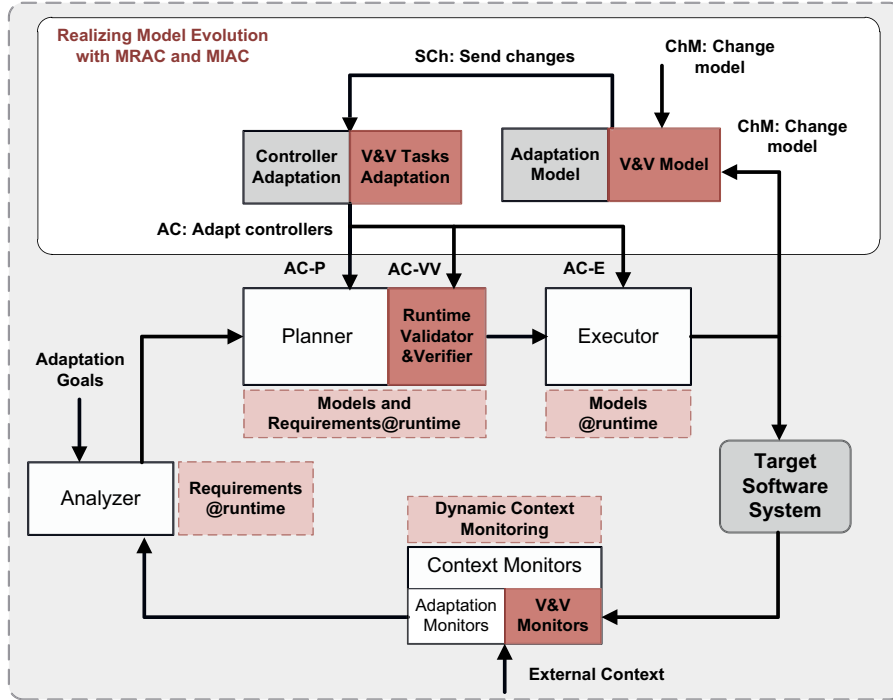 Realizing Model Evolution
with MRAC and MIAC
SCh: Send changes
ChM: Change
model
ChM: Change
model
Controller
Adaptation
V&V Tasks
Adaptation
Adaptation
Model
V&V Model
AC: Adapt controllers
AC-P
AC-VV
AC-E
Planner
Runtime
Validator
&Verifier
Executor
Adaptation
Goals
Models and
Requirements@runtime
Models
@runtime
Analyzer
Requirements
@runtime
Target
Software
System
Dynamic Context
Monitoring
Context Monitors
Adaptation
Monitors
V&V
Monitors
External Context